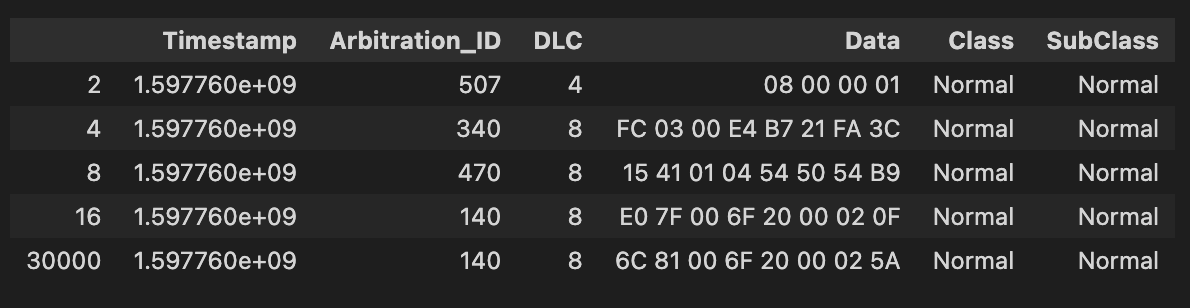 Timestamp Arbitration_ID DLC Data Class SubClass
2 1.597760e+09 507 4 08 00 00 01 Normal Normal
4 1.597760e+09 340 8 FC 03 00 E4 B7 21 FA 3C Normal Normal
8 1.597760e+09 470 8 15 41 01 04 54 50 54 B9 Normal Normal
16 1.597760e+09 140 8 E0 7F 00 6F 20 00 02 0F Normal Normal
30000 1.597760e+09 140 8 6C 81 00 6F 20 00 02 5A Normal Normal